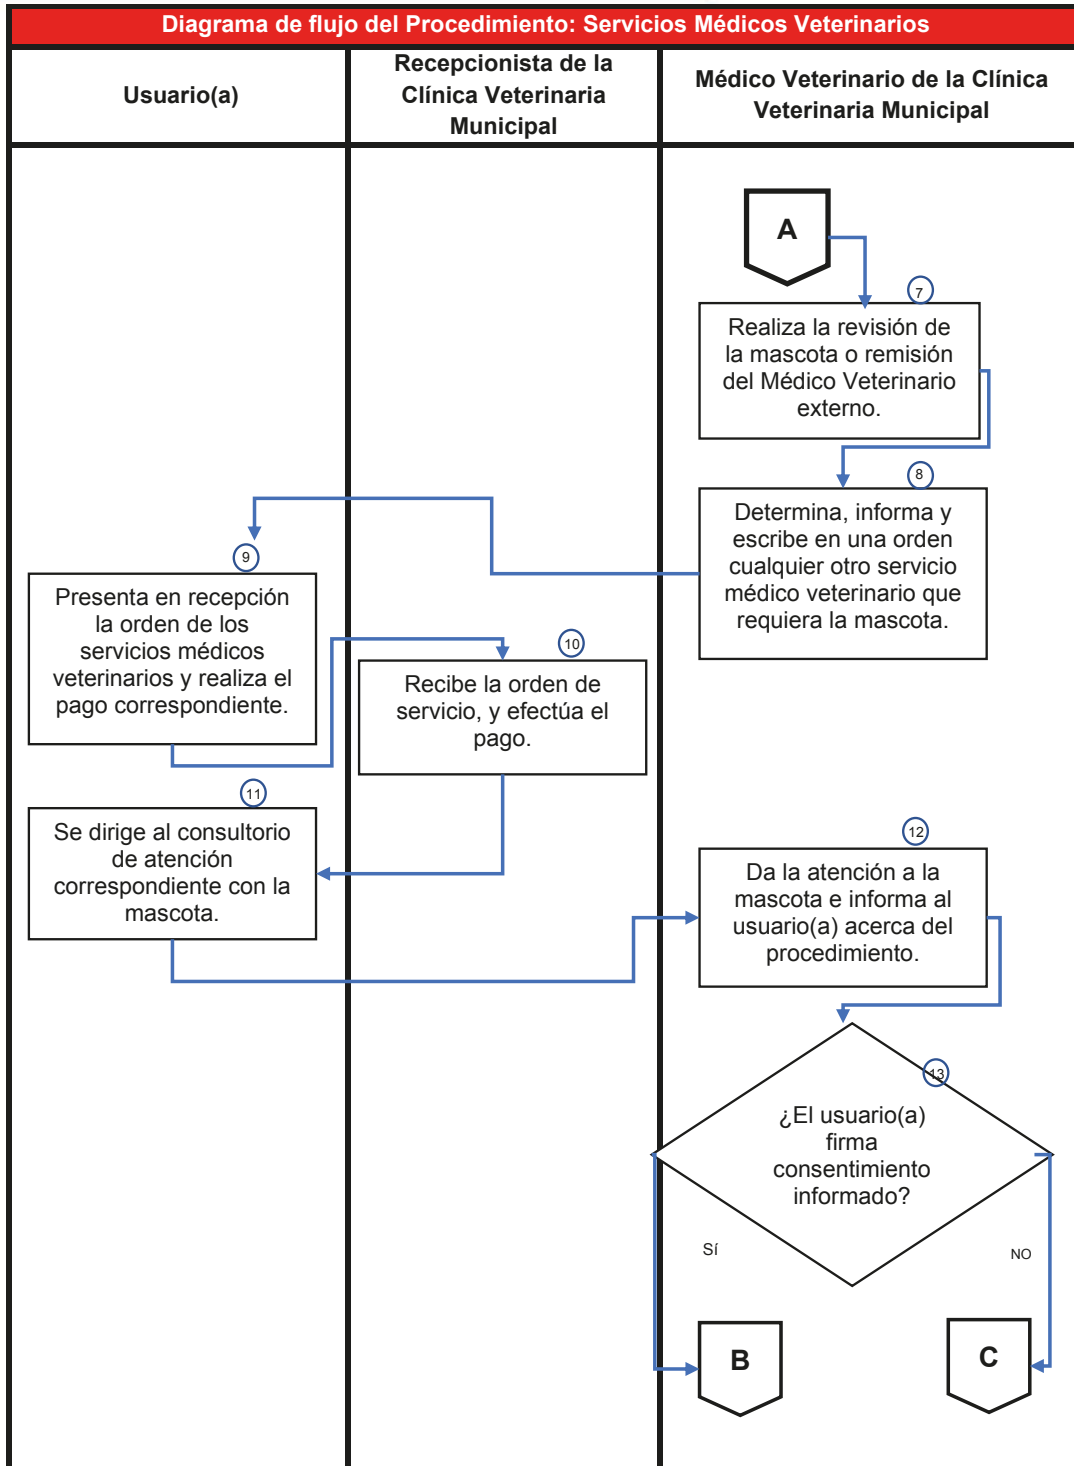 Diagrama de flujo del Procedimiento: Servicios Médicos Veterinarios
Usuario(a)
Recepcionista de la
Clínica Veterinaria
Municipal
Médico Veterinario de la Clínica
Veterinaria Municipal
A
7
Realiza la revisión de
la mascota o remisión
del Médico Veterinario
externo.
8
Determina, informa y
escribe en una orden
cualquier otro servicio
médico veterinario que
requiera la mascota.
9
Presenta en recepción
la orden de los
servicios médicos
veterinarios y realiza el
pago correspondiente.
10
Recibe la orden de
servicio, y efectúa el
pago.
11
Se dirige al consultorio
de atención
correspondiente con la
mascota.
12
Da la atención a la
mascota e informa al
usuario(a) acerca del
procedimiento.
13
¿El usuario(a)
firma
consentimiento
informado?
Sí
NO
B
C